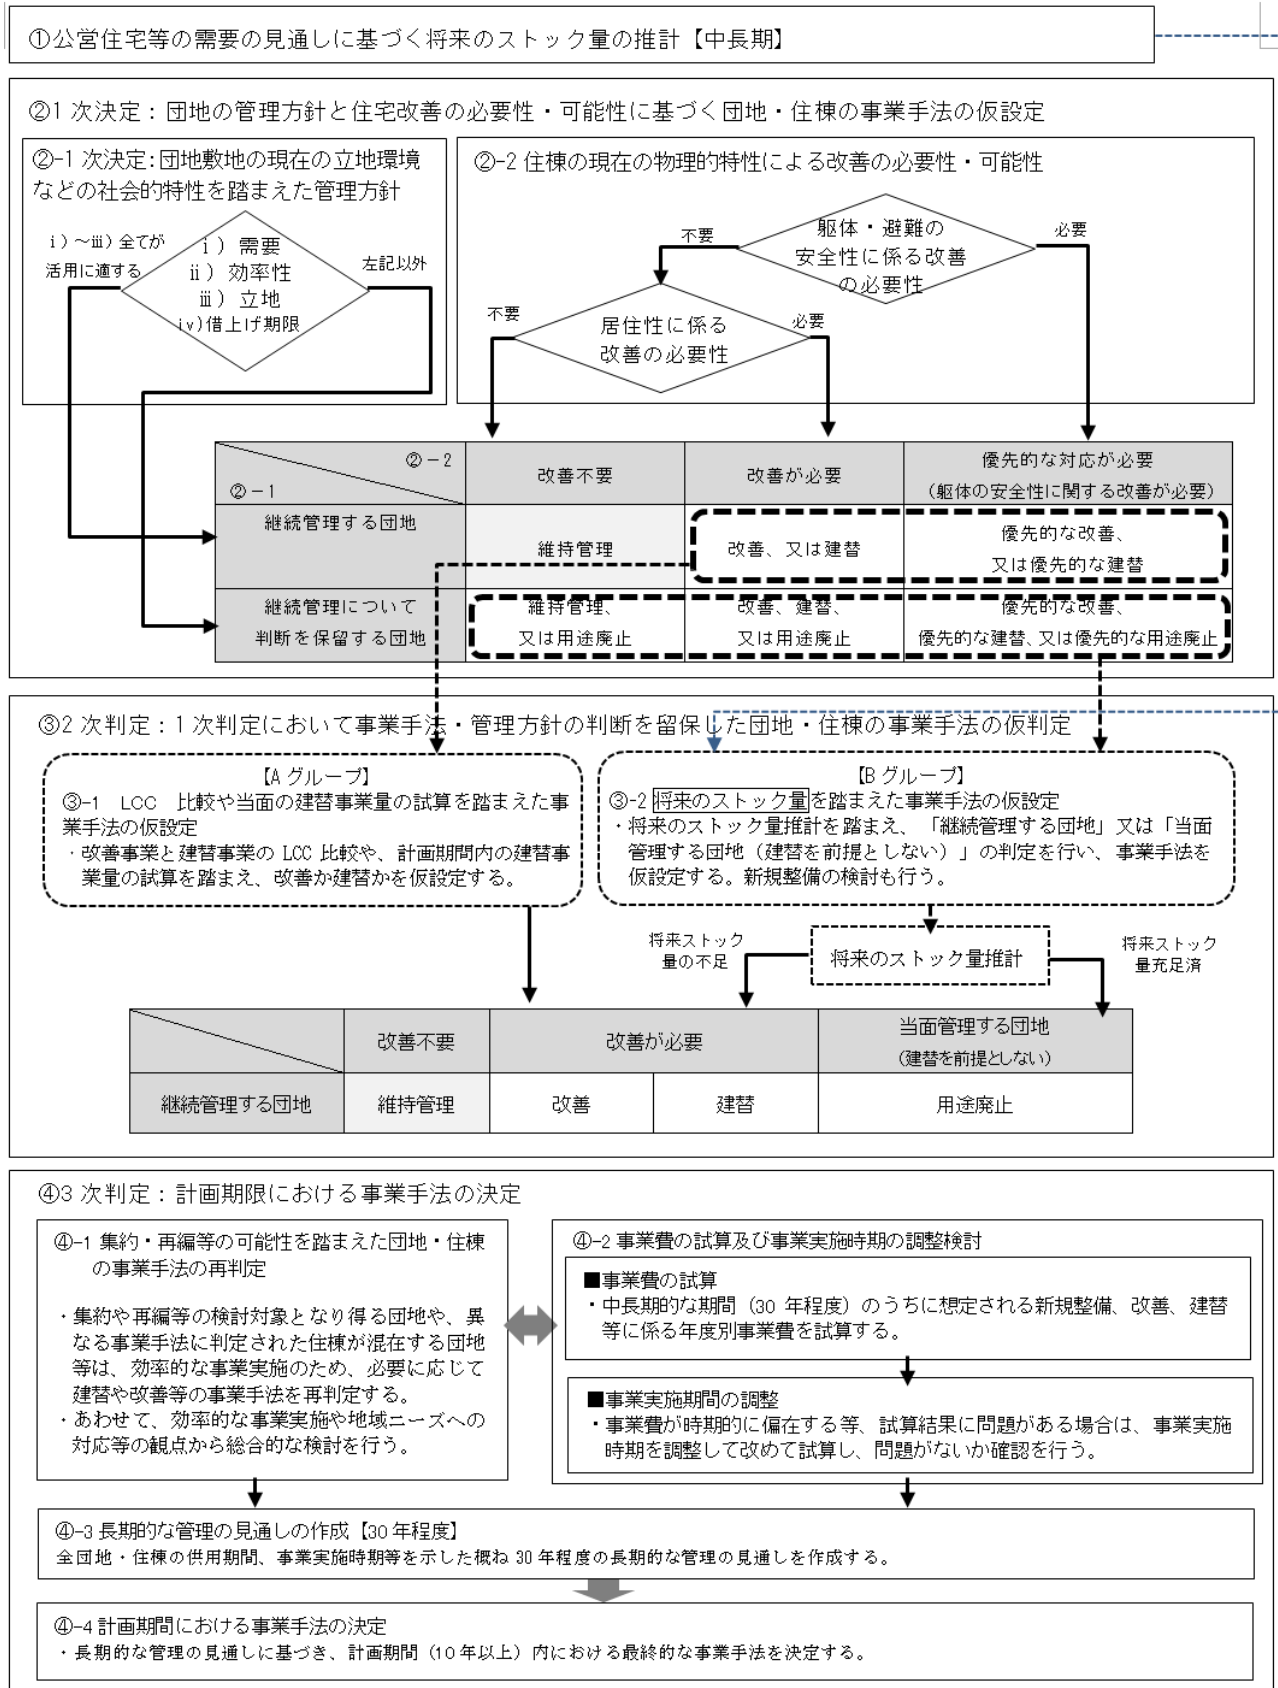 ①公営住宅等の需要の見通しに基づく将来のストック量の推計【中長期】
②1 次決定：団地の管理方針と住宅改善の必要性・可能性に基づく団地・住棟の事業手法の仮設定
②-1 次決定：団地敷地の現在の立地環境
などの社会的特性を踏まえた管理方針
ⅰ）～ⅲ）全てが
活用に適する
ⅰ）需要
ⅱ）効率性
ⅲ）立地
ⅳ)借上げ期限
左記以外
②-2 住棟の現在の物理的特性による改善の必要性・可能性
躯体・避難の
安全性に係る改善
の必要性
不要
必要
居住性に係る
改善の必要性
不要
必要
②－2
②－1
改善不要
改善が必要
優先的な対応が必要
（躯体の安全性に関する改善が必要）
継続管理する団地
維持管理
改善、又は建替
優先的な改善、
又は優先的な建替
継続管理について
判断を保留する団地
維持管理、
又は用途廃止
改善、建替、
又は用途廃止
優先的な改善、
優先的な建替、又は優先的な用途廃止
③2 次判定：1 次判定において事業手法・管理方針の判断を留保した団地・住棟の事業手法の仮判定
【A グループ】
③-1　LCC　比較や当面の建替事業量の試算を踏まえた事
業手法の仮設定
・改善事業と建替事業の LCC 比較や、計画期間内の建替事
業量の試算を踏まえ、改善か建替かを仮設定する。
【B グループ】
③-2 将来のストック量を踏まえた事業手法の仮設定
・将来のストック量推計を踏まえ、「継続管理する団地」又は「当面
管理する団地（建替を前提としない）」の判定を行い、事業手法を
仮設定する。新規整備の検討も行う。
将来ストック
量の不足
将来のストック量推計
将来ストック
量充足済
改善不要
改善が必要
当面管理する団地
（建替を前提としない）
継続管理する団地
維持管理
改善
建替
用途廃止
④3 次判定：計画期限における事業手法の決定
④-1 集約・再編等の可能性を踏まえた団地・住棟
の事業手法の再判定
・集約や再編等の検討対象となり得る団地や、異
なる事業手法に判定された住棟が混在する団地
等は、効率的な事業実施のため、必要に応じて
建替や改善等の事業手法を再判定する。
・あわせて、効率的な事業実施や地域ニーズへの
対応等の観点から総合的な検討を行う。
④-2 事業費の試算及び事業実施時期の調整検討
■事業費の試算
・中長期的な期間（30 年程度）のうちに想定される新規整備、改善、建替
等に係る年度別事業費を試算する。
■事業実施期間の調整
・事業費が時期的に偏在する等、試算結果に問題がある場合は、事業実施
時期を調整して改めて試算し、問題がないか確認を行う。
④-3 長期的な管理の見通しの作成【30 年程度】
全団地・住棟の供用期間、事業実施時期等を示した概ね 30 年程度の長期的な管理の見通しを作成する。
④-4 計画期間における事業手法の決定
・長期的な管理の見通しに基づき、計画期間（10 年以上）内における最終的な事業手法を決定する。